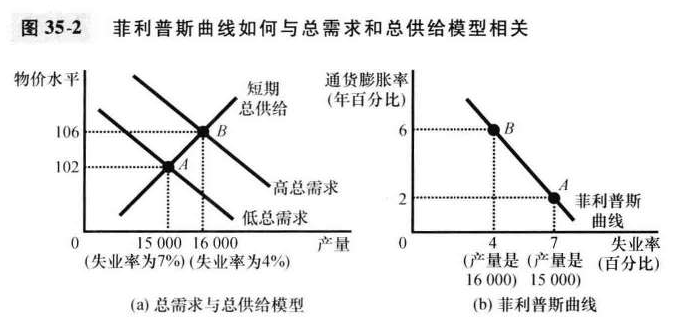 图 35-2 菲利普斯曲线如何与总需求和总供给模型相关
物价水平
短期
总供给
106
B
102
A
高总需求
低总需求
0
15 000
16 000
产量
(失业率为7%)
(失业率为4%)
(a) 总需求与总供给模型
通货膨胀率
(年百分比)
6
B
A
2
菲利普斯
曲线
0
4
7
失业率
(产量是
16 000)
(产量是
15 000)
(百分比)
(b) 菲利普斯曲线